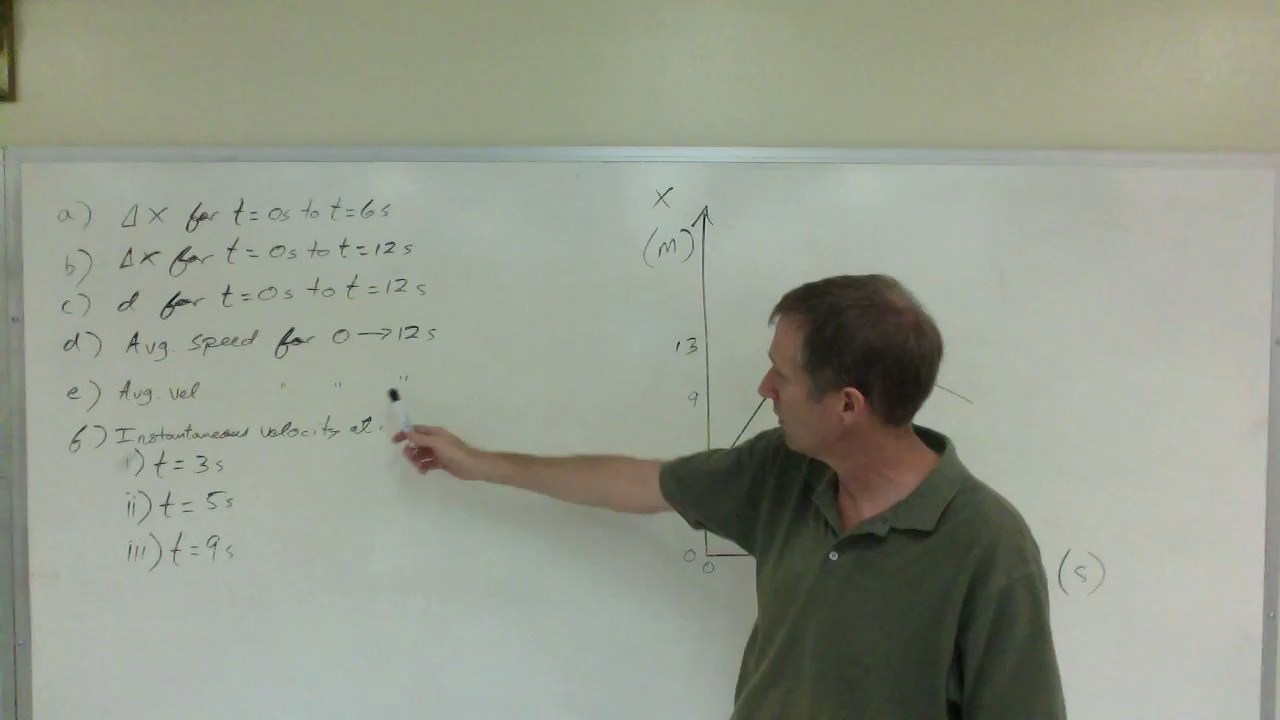 a) Δx for t = 0s to t = 6s
b) Δx for t = 0s to t = 12s
c) d for t = 0s to t = 12s
d) Avg. speed for 0 → 12s
e) Avg. vel " " "
6) Instantaneous velocity at:
i) t = 3s
ii) t = 5s
iii) t = 9s
X
(m)
13
9
0
0
(s)